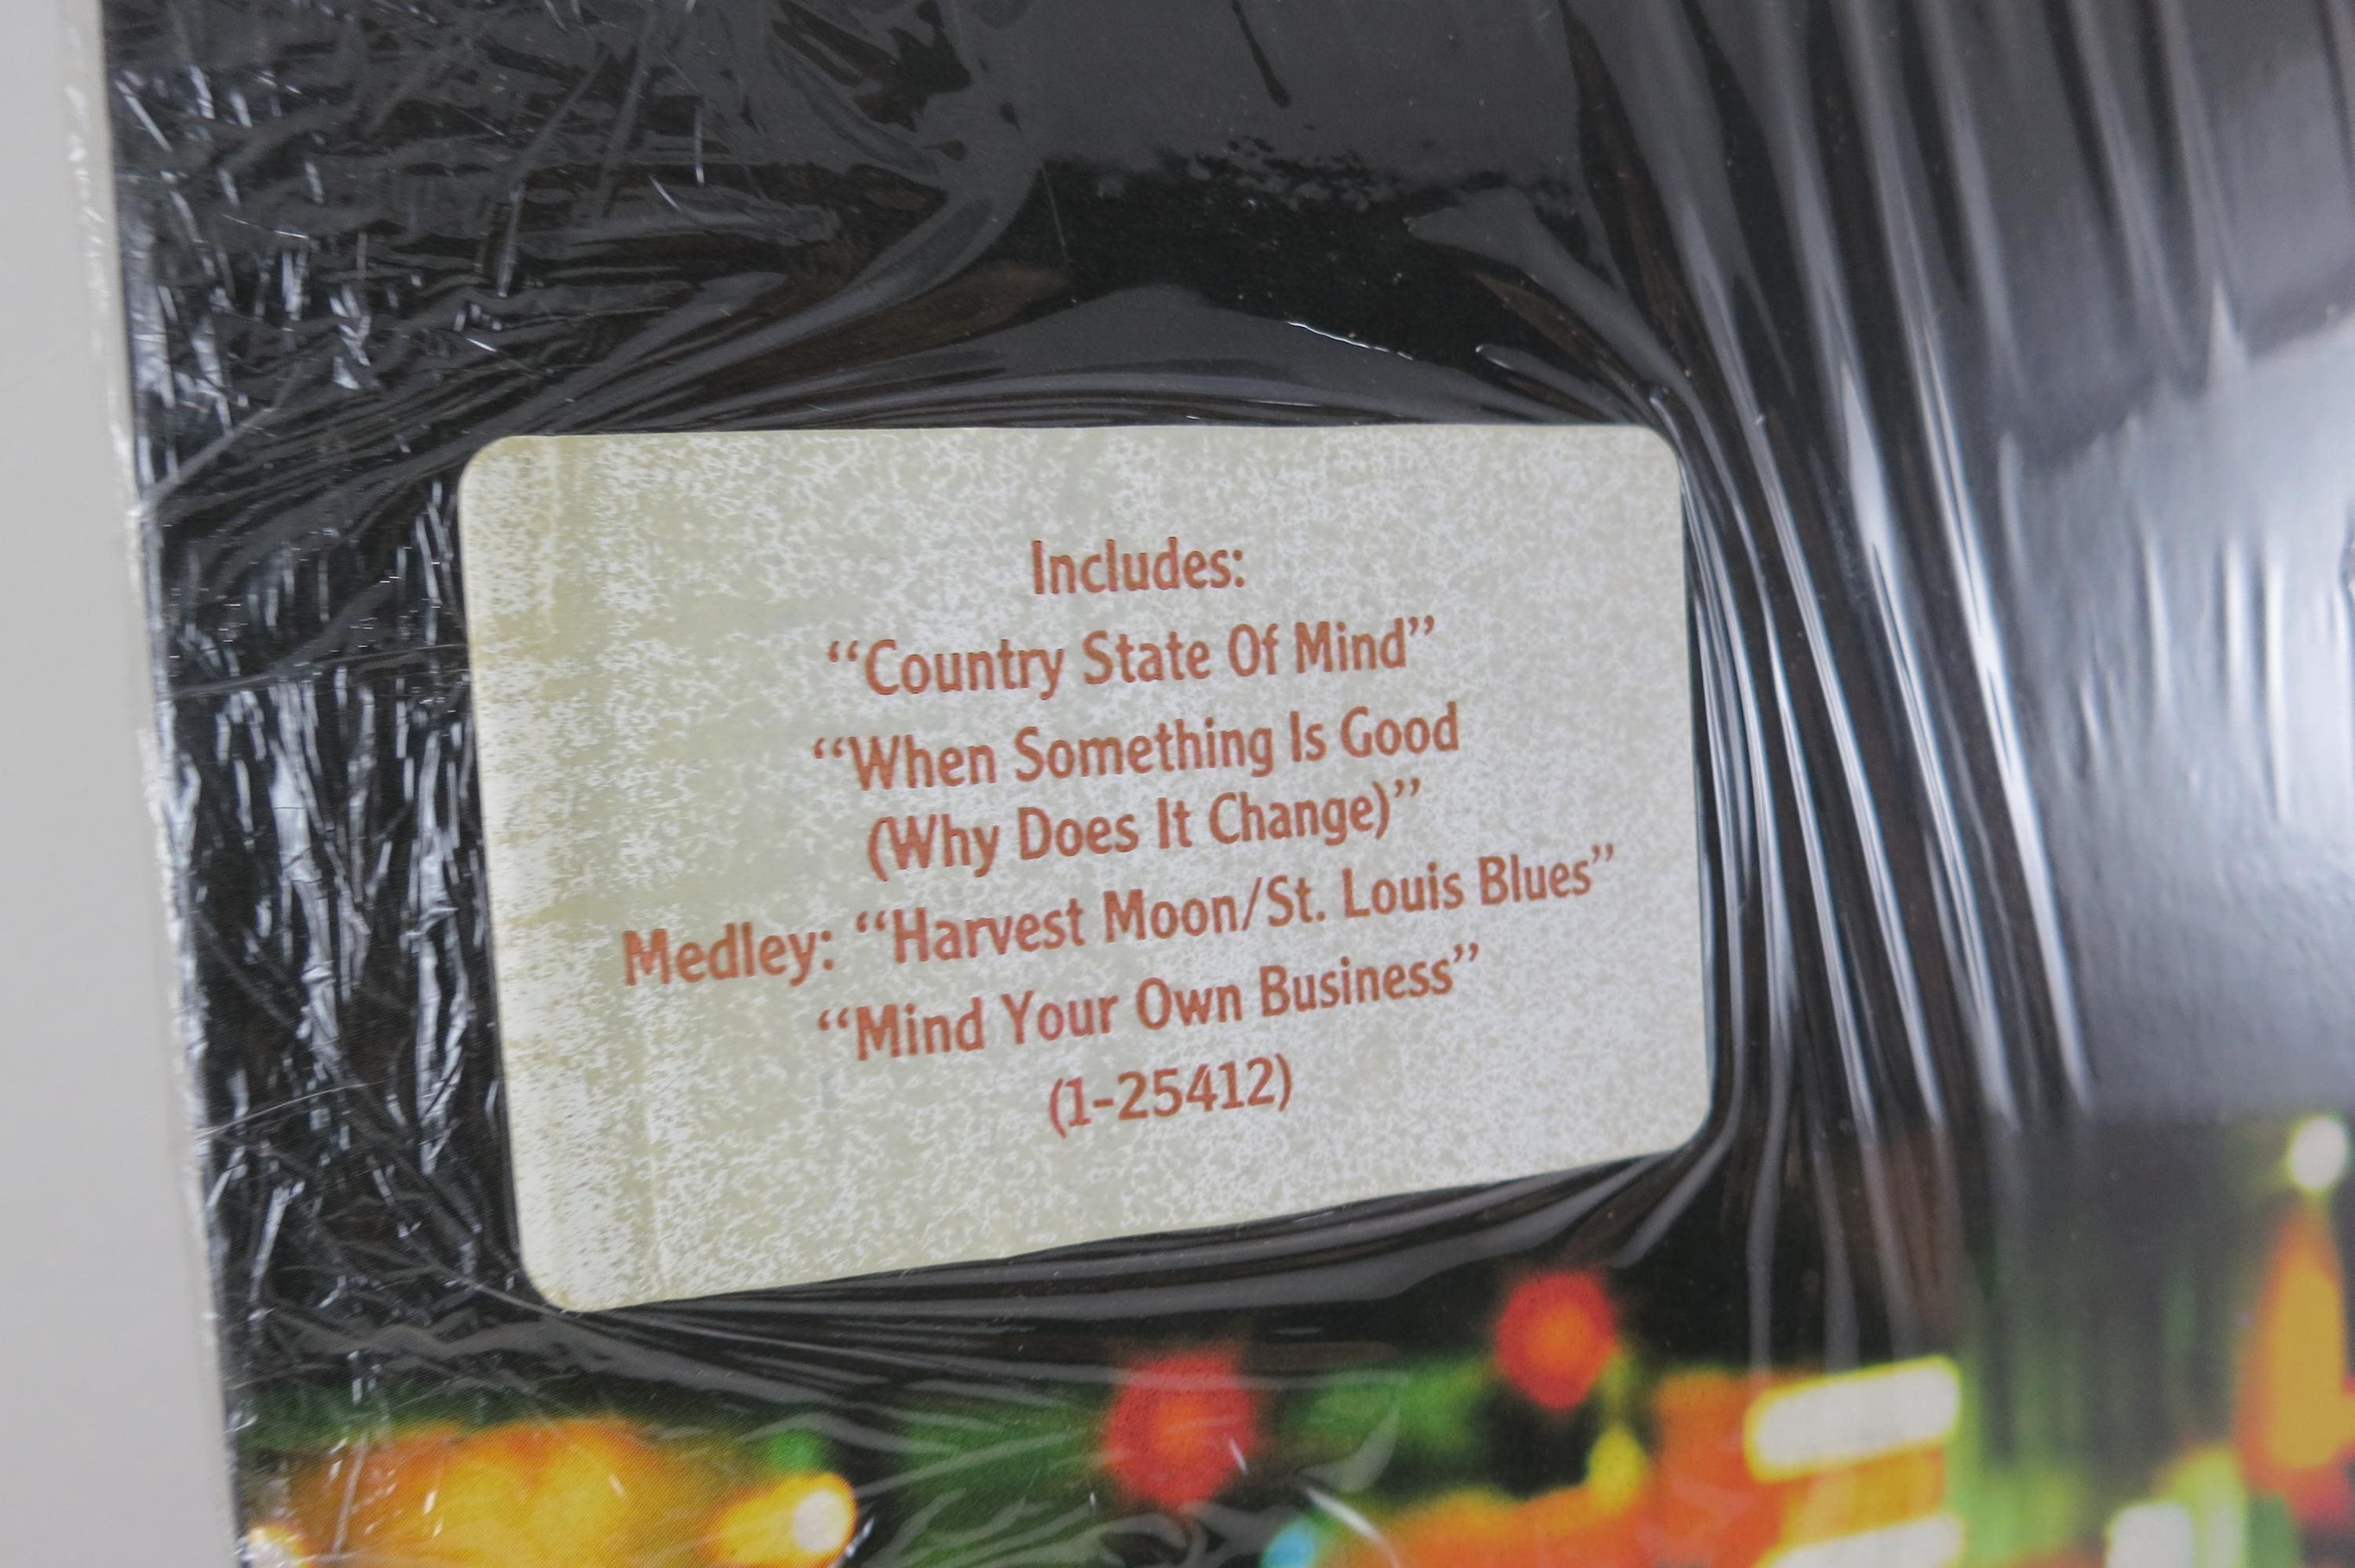 Includes:
“Country State Of Mind”
“When Something Is Good
(Why Does It Change)”
Medley: “Harvest Moon/St. Louis Blues”
“Mind Your Own Business”
(1-25412)